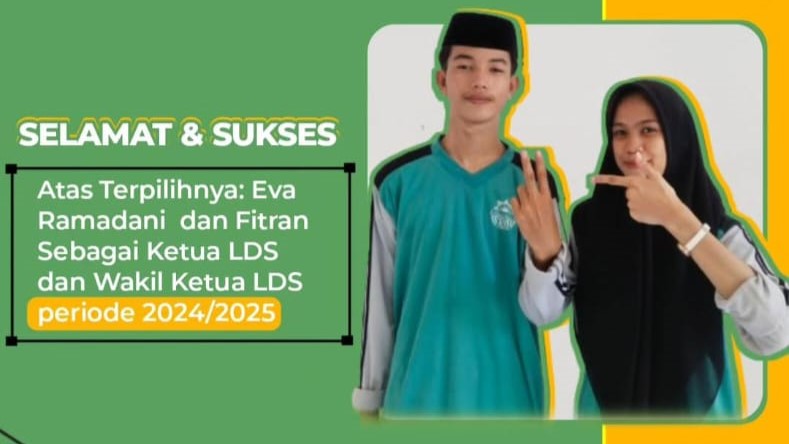 SELAMAT & SUKSES
Atas Terpilihnya: Eva
Ramadani dan Fitran
Sebagai Ketua LDS
dan Wakil Ketua LDS
periode 2024/2025